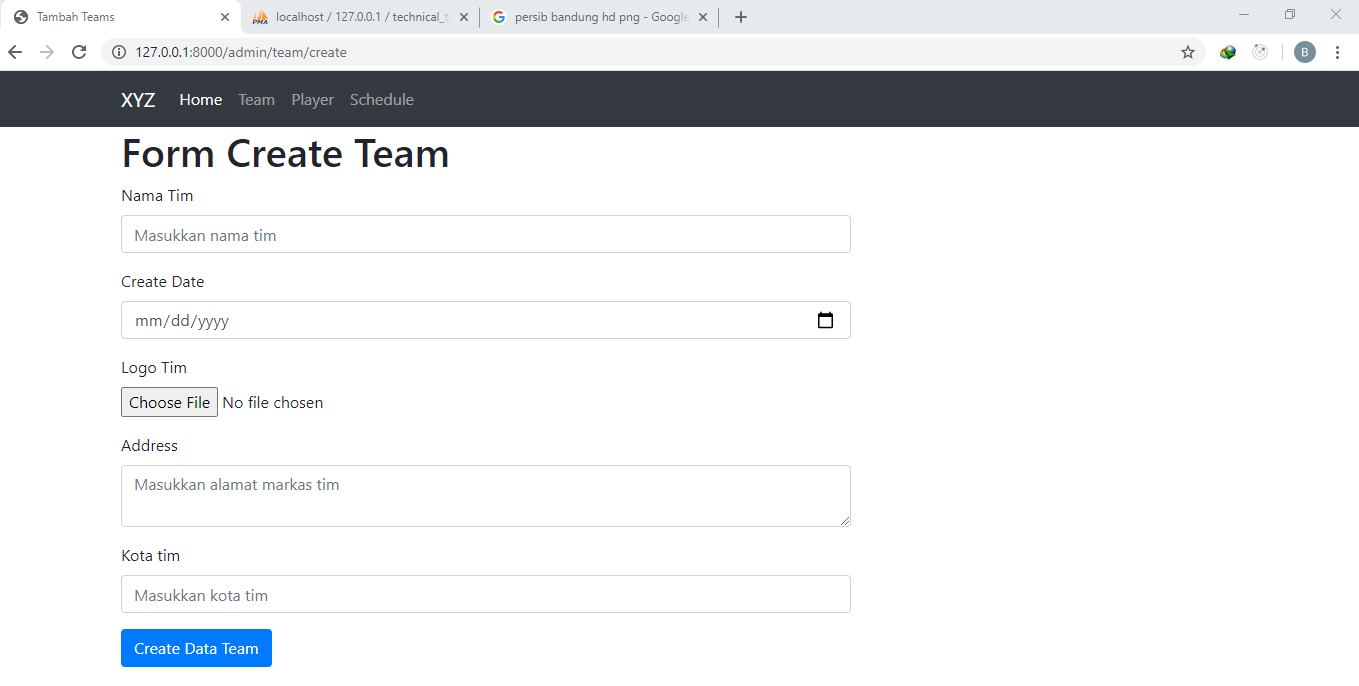 Tambah Teams
localhost / 127.0.0.1 / technical_t
persib bandung hd png - Google
127.0.0.1:8000/admin/team/create
B
XYZ Home Team Player Schedule
Form Create Team
Nama Tim
Masukkan nama tim
Create Date
mm/dd/yyyy
Logo Tim
Choose File No file chosen
Address
Masukkan alamat markas tim
Kota tim
Masukkan kota tim
Create Data Team